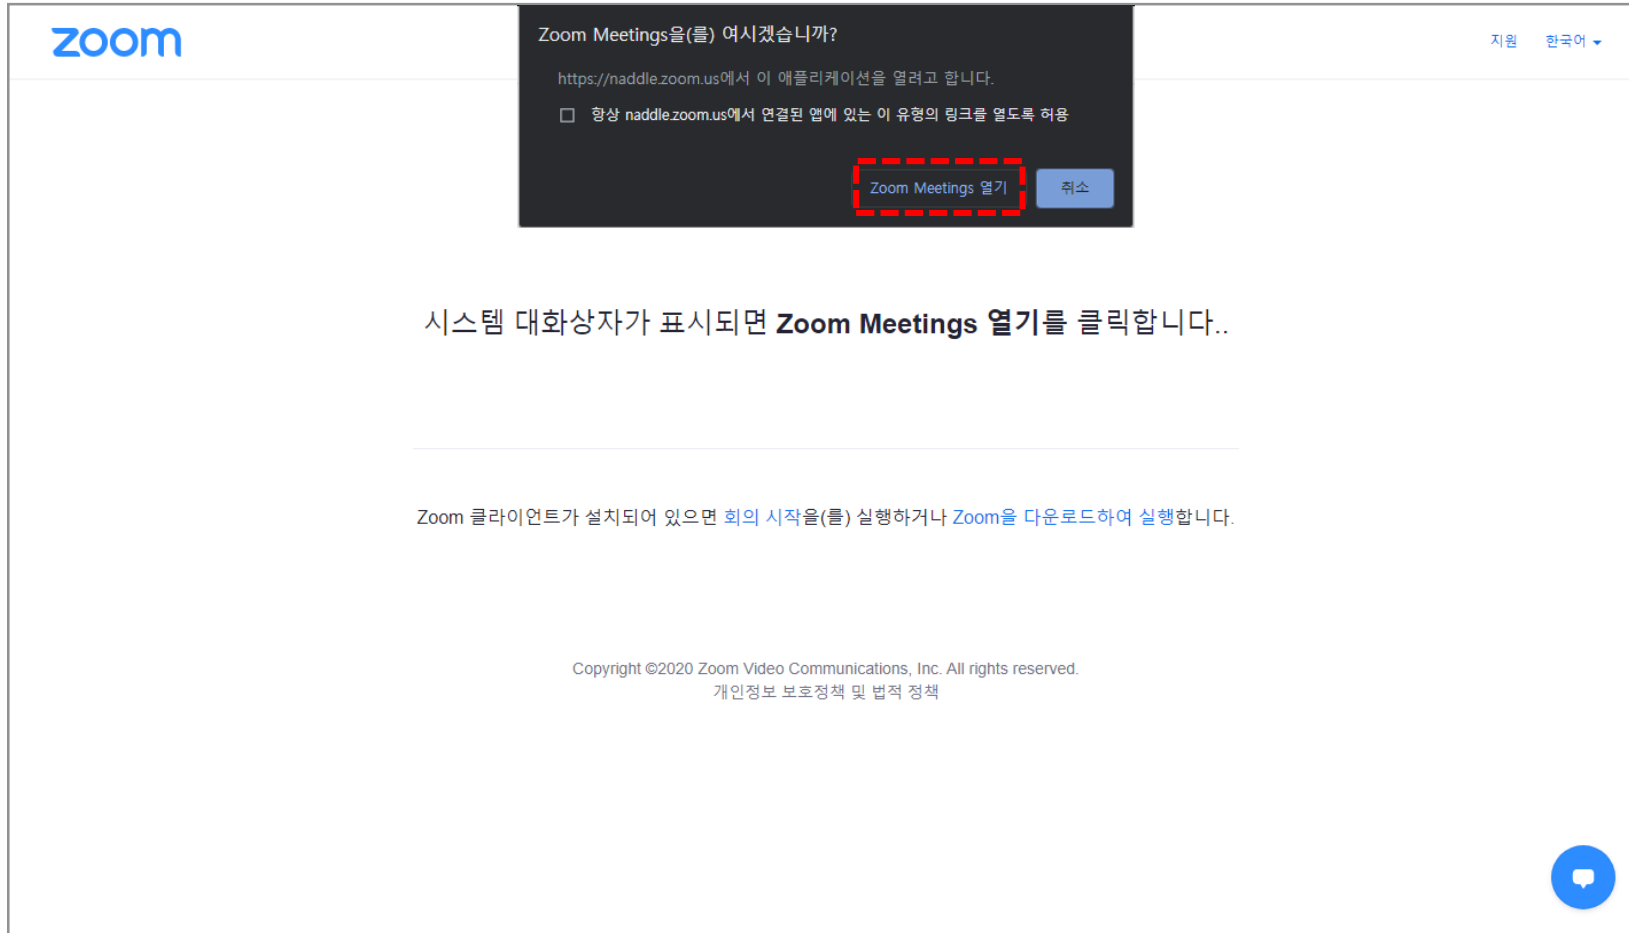 zoom
Zoom Meetings을(를) 여시겠습니까?
지원 한국어
https://naddle.zoom.us에서 이 애플리케이션을 열려고 합니다.
항상 naddle.zoom.us에서 연결된 앱에 있는 이 유형의 링크를 열도록 허용
Zoom Meetings 열기 취소
시스템 대화상자가 표시되면 Zoom Meetings 열기를 클릭합니다..
Zoom 클라이언트가 설치되어 있으면 회의 시작을(를) 실행하거나 Zoom을 다운로드하여 실행합니다.
Copyright ©2020 Zoom Video Communications, Inc. All rights reserved.
개인정보 보호정책 및 법적 정책